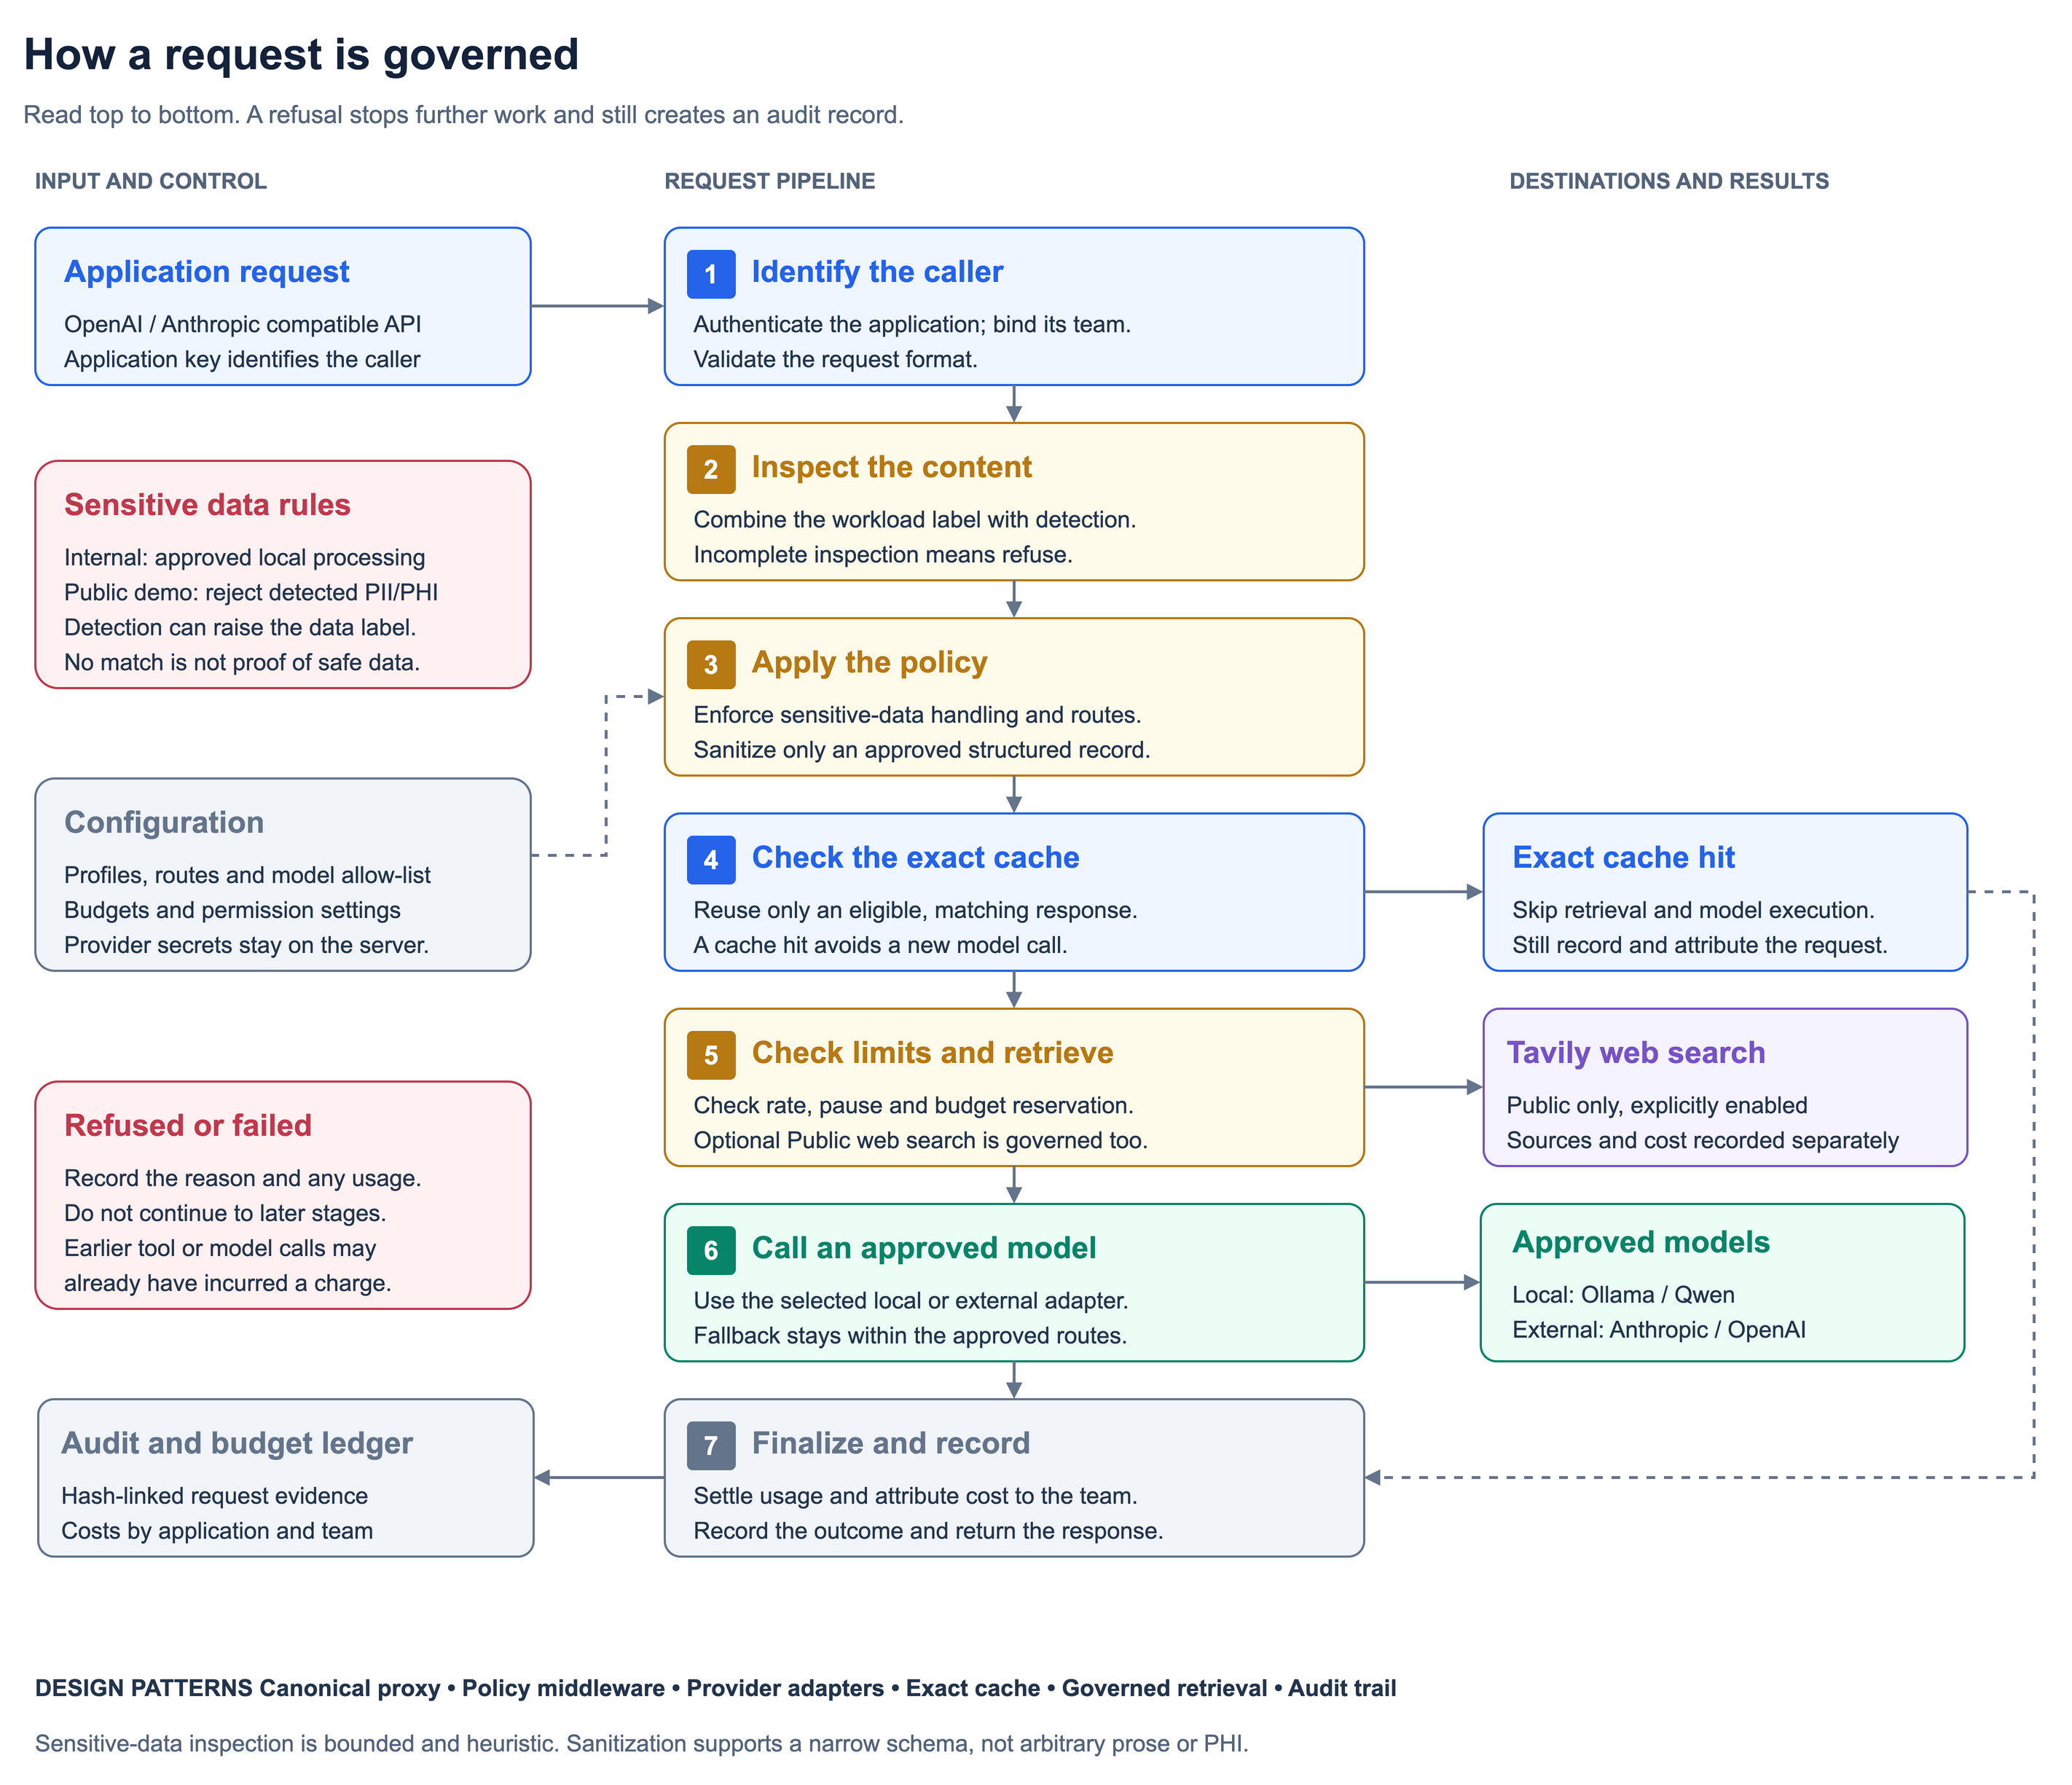 How a request is governed
Read top to bottom. A refusal stops further work and still creates an audit record.
INPUT AND CONTROL
REQUEST PIPELINE
DESTINATIONS AND RESULTS
Application request
OpenAI / Anthropic compatible API
Application key identifies the caller
1 Identify the caller
Authenticate the application; bind its team.
Validate the request format.
Sensitive data rules
Internal: approved local processing
Public demo: reject detected PII/PHI
Detection can raise the data label.
No match is not proof of safe data.
2 Inspect the content
Combine the workload label with detection.
Incomplete inspection means refuse.
3 Apply the policy
Enforce sensitive-data handling and routes.
Sanitize only an approved structured record.
Configuration
Profiles, routes and model allow-list
Budgets and permission settings
Provider secrets stay on the server.
4 Check the exact cache
Reuse only an eligible, matching response.
A cache hit avoids a new model call.
Exact cache hit
Skip retrieval and model execution.
Still record and attribute the request.
5 Check limits and retrieve
Check rate, pause and budget reservation.
Optional Public web search is governed too.
Tavily web search
Public only, explicitly enabled
Sources and cost recorded separately
Refused or failed
Record the reason and any usage.
Do not continue to later stages.
Earlier tool or model calls may
already have incurred a charge.
6 Call an approved model
Use the selected local or external adapter.
Fallback stays within the approved routes.
Approved models
Local: Ollama / Qwen
External: Anthropic / OpenAI
Audit and budget ledger
Hash-linked request evidence
Costs by application and team
7 Finalize and record
Settle usage and attribute cost to the team.
Record the outcome and return the response.
DESIGN PATTERNS Canonical proxy • Policy middleware • Provider adapters • Exact cache • Governed retrieval • Audit trail
Sensitive-data inspection is bounded and heuristic. Sanitization supports a narrow schema, not arbitrary prose or PHI.